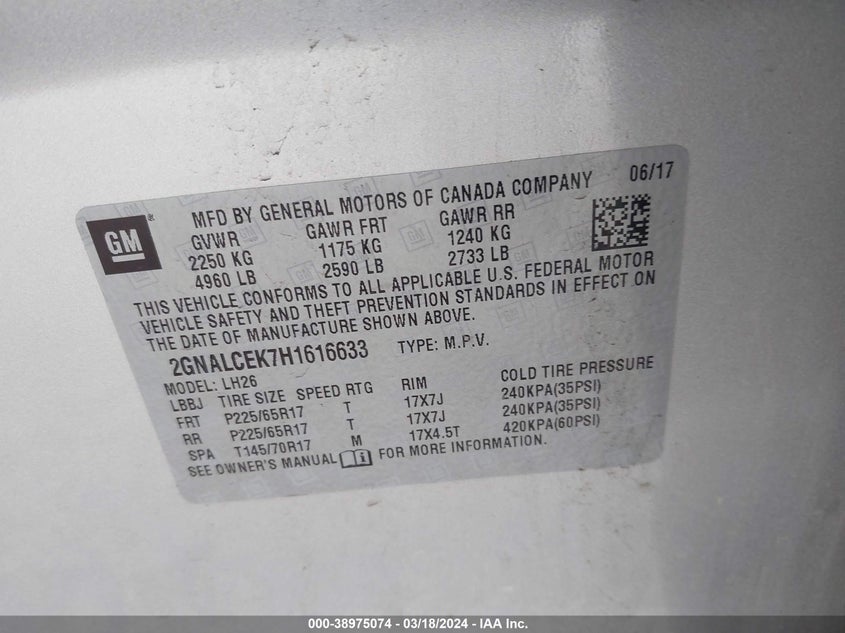 06/17
GM ®
MFD BY GENERAL MOTORS OF CANADA COMPANY
GVWR GAWR FRT GAWR RR
2250 KG 1175 KG 1240 KG
4960 LB 2590 LB 2733 LB
THIS VEHICLE CONFORMS TO ALL APPLICABLE U.S. FEDERAL MOTOR
VEHICLE SAFETY AND THEFT PREVENTION STANDARDS IN EFFECT ON
THE DATE OF MANUFACTURE SHOWN ABOVE.
2GNALCEK7H1616633 TYPE: M.P.V.
MODEL: LH26
LBBJ TIRE SIZE SPEED RTG RIM COLD TIRE PRESSURE
FRT P225/65R17 T 17X7J 240KPA(35PSI)
RR P225/65R17 T 17X7J 240KPA(35PSI)
SPA T145/70R17 M 17X4.5T 420KPA(60PSI)
SEE OWNER'S MANUAL FOR MORE INFORMATION.
000-38975074 - 03/18/2024 - IAA Inc.